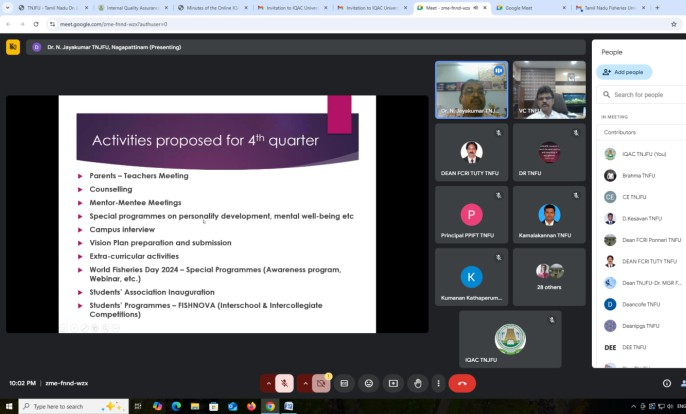 TNJFU - Tamil Nadu Dr. J
Internal Quality Assuranc
Minutes of the Online IQ
Invitation to IQAC Univer
Invitation to IQAC Univer
Meet - zme-fnnd-wzx
Google Meet
Tamil Nadu Fisheries Univ
meet.google.com/zme-fnnd-wzx?authuser=0
D
Dr. N. Jayakumar TNJFU, Nagapattinam (Presenting)
Activities proposed for 4th quarter
Parents – Teachers Meeting
Counselling
Mentor-Mentee Meetings
Special programmes on personality development, mental well-being etc
Campus interview
Vision Plan preparation and submission
Extra-curricular activities
World Fisheries Day 2024 – Special Programmes (Awareness program,
Webinar, etc.)
Students' Association Inauguration
Students' Programmes – FISHNOVA (Interschool & Intercollegiate
Competitions)
Dr. N. Jayakumar TNJ...
VC TNFU
DEAN FCRI TUTY TNFU
DR TNFU
P
Principal PPIFT TNFU
Kamalakannan TNFU
K
Kumanan Kathaperum...
28 others
IQAC TNJFU
People
Add people
Search for people
IN MEETING
Contributors
IQAC TNJFU (You)
Brahma TNFU
CE
CE TNJFU
D.Kesavan TNFU
Dean FCRI Ponneri TNFU
DEAN FCRI TUTY TNFU
Dean TNJFU-Dr. MGR F...
D
Deancofe TNFU
Deanipgs TNFU
DEE
DEE TNFU
10:02 PM | zme-fnnd-wzx
Type here to search
ENG